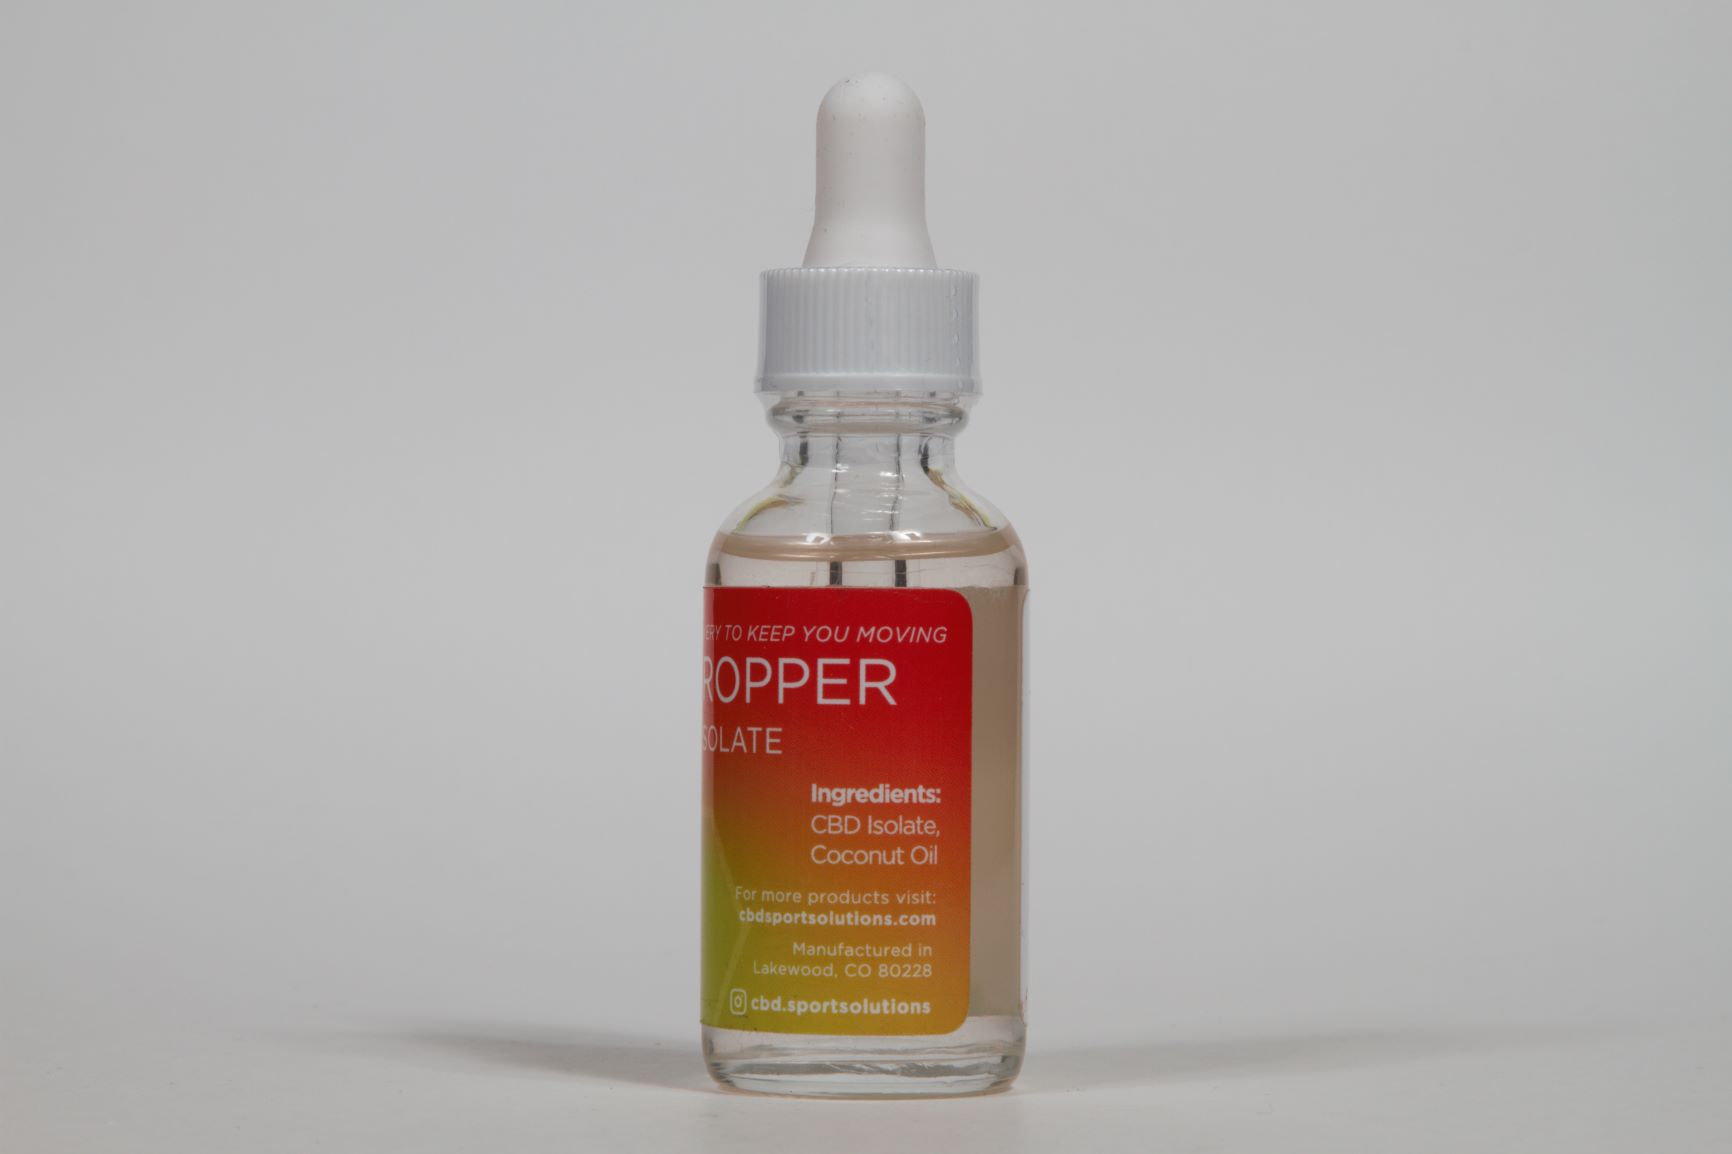 ERY TO KEEP YOU MOVING
ROPPER
SOLATE
Ingredients:
CBD Isolate,
Coconut Oil
For more products visit:
cbdsportsolutions.com
Manufactured in
Lakewood, CO 80228
cbd.sportsolutions